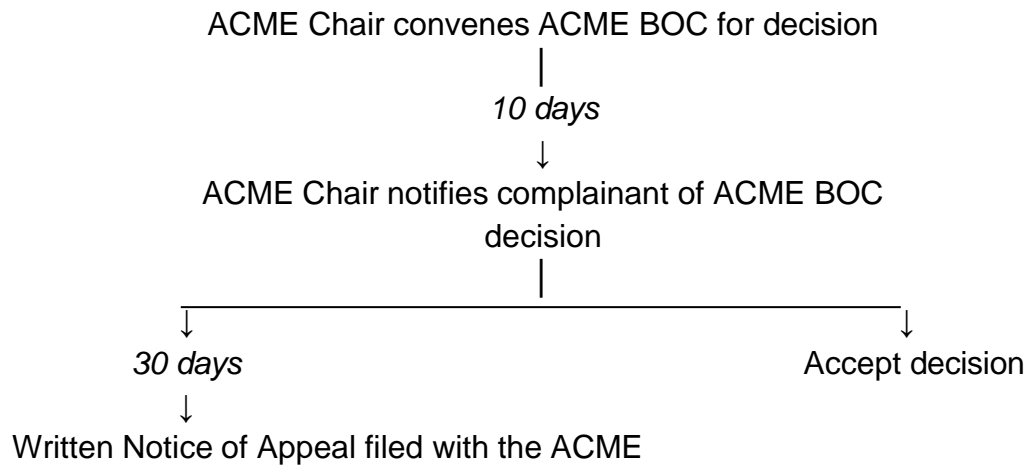 ACME Chair convenes ACME BOC for decision
10 days
↓
ACME Chair notifies complainant of ACME BOC
decision
↓ ↓
30 days Accept decision
↓
Written Notice of Appeal filed with the ACME